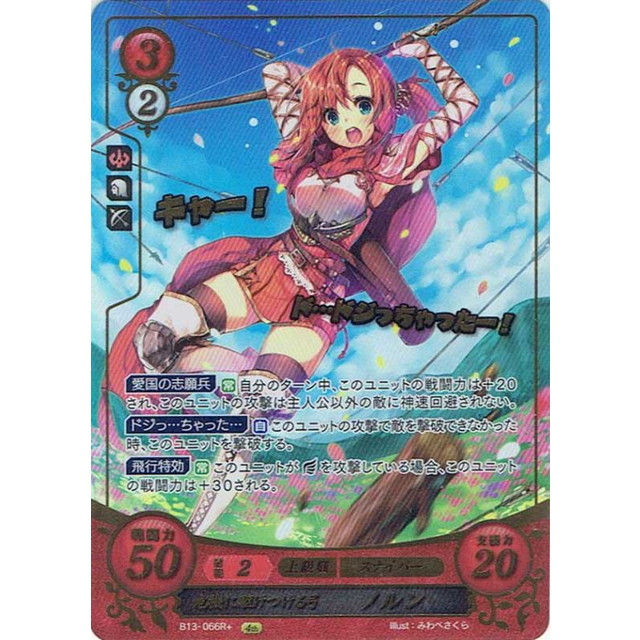 3
2
キャー!
ド…ドジっちゃったー!
愛国の志願兵 常 自分のターン中、このユニットの戦闘力は+20
され、このユニットの攻撃は主人公以外の敵に神速回避されない。
ドジっ…ちゃった… 自 このユニットの攻撃で敵を撃破できなかった
時、このユニットを撃破する。
飛行特効 常 このユニットが を攻撃している場合、このユニット
の戦闘力は+30される。
戦闘力
50
2 上級職 スナイパー
支援力
20
ノルン
B13-066R+ 4th Illust:みわべさくら